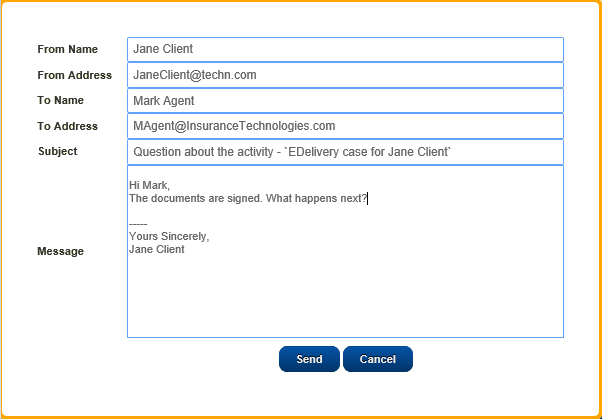 From Name Jane Client
From Address JaneClient@techn.com
To Name Mark Agent
To Address MAgent@InsuranceTechnologies.com
Subject Question about the activity - `EDelivery case for Jane Client`
Message
Hi Mark,
The documents are signed. What happens next?
-----
Yours Sincerely,
Jane Client
Send Cancel